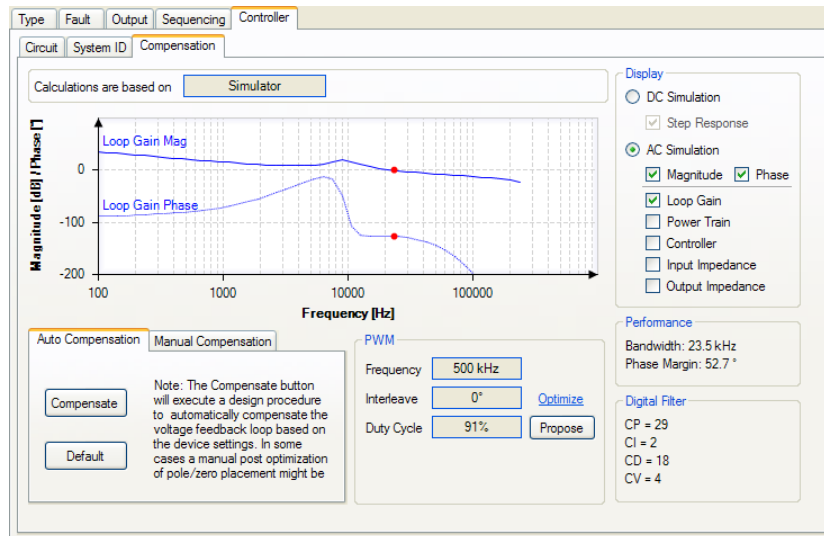 Type Fault Output Sequencing Controller
Circuit System ID Compensation
Calculations are based on Simulator
Magnitude [dB] / Phase [°]
0
-100
-200
Loop Gain Mag
Loop Gain Phase
100 1000 10000 100000
Frequency [Hz]
Display
DC Simulation
Step Response
AC Simulation
Magnitude Phase
Loop Gain
Power Train
Controller
Input Impedance
Output Impedance
Performance
Bandwidth: 23.5 kHz
Phase Margin: 52.7 °
Digital Filter
CP = 29
CI = 2
CD = 18
CV = 4
Auto Compensation Manual Compensation
Compensate
Default
Note: The Compensate button
will execute a design procedure
to automatically compensate the
voltage feedback loop based on
the device settings. In some
cases a manual post optimization
of pole/zero placement might be
PWM
Frequency 500 kHz
Interleave 0° Optimize
Duty Cycle 91% Propose